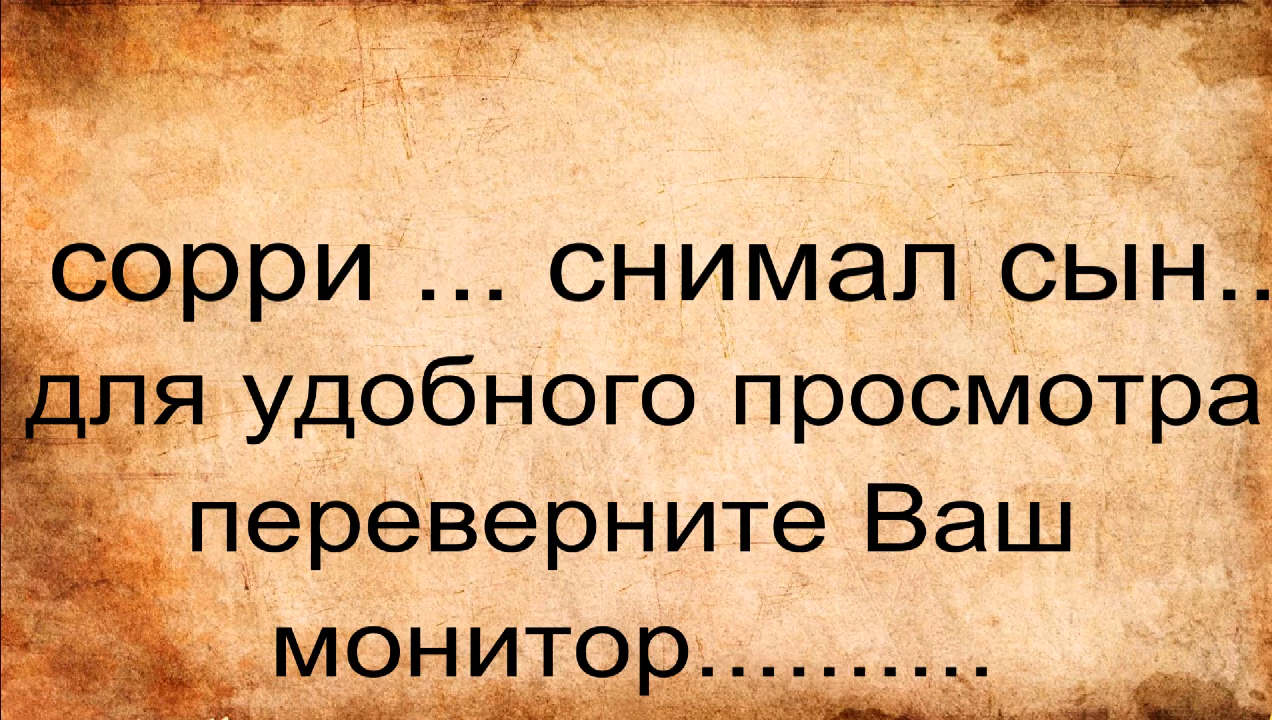 сорри ... снимал сын..
для удобного просмотра
переверните Ваш
монитор..........